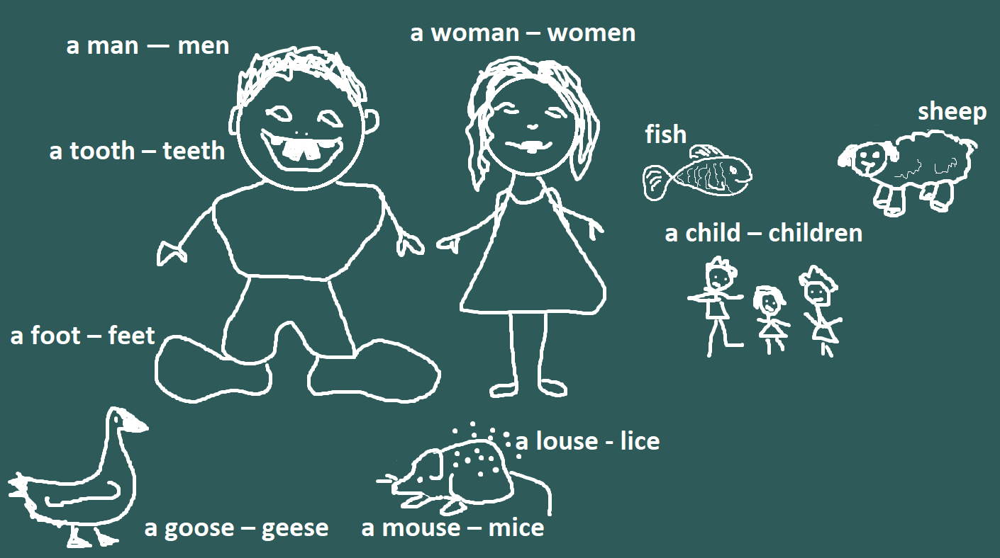 a man — men
a woman – women
a tooth – teeth
fish
sheep
a child – children
a foot – feet
a louse - lice
a goose – geese
a mouse – mice